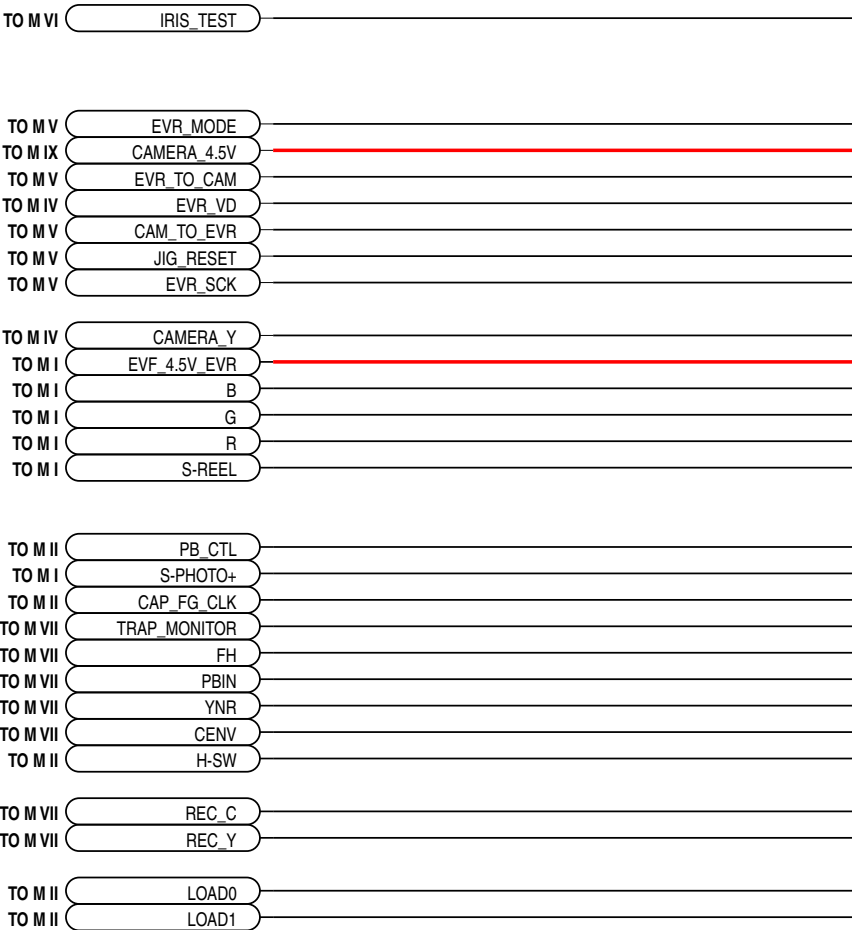 TO M VI IRIS_TEST
TO M V EVR_MODE
TO M IX CAMERA_4.5V
TO M V EVR_TO_CAM
TO M IV EVR_VD
TO M V CAM_TO_EVR
TO M V JIG_RESET
TO M V EVR_SCK
TO M IV CAMERA_Y
TO M I EVF_4.5V_EVR
TO M I B
TO M I G
TO M I R
TO M I S-REEL
TO M II PB_CTL
TO M I S-PHOTO+
TO M II CAP_FG_CLK
TO M VII TRAP_MONITOR
TO M VII FH
TO M VII PBIN
TO M VII YNR
TO M VII CENV
TO M II H-SW
TO M VII REC_C
TO M VII REC_Y
TO M II LOAD0
TO M II LOAD1